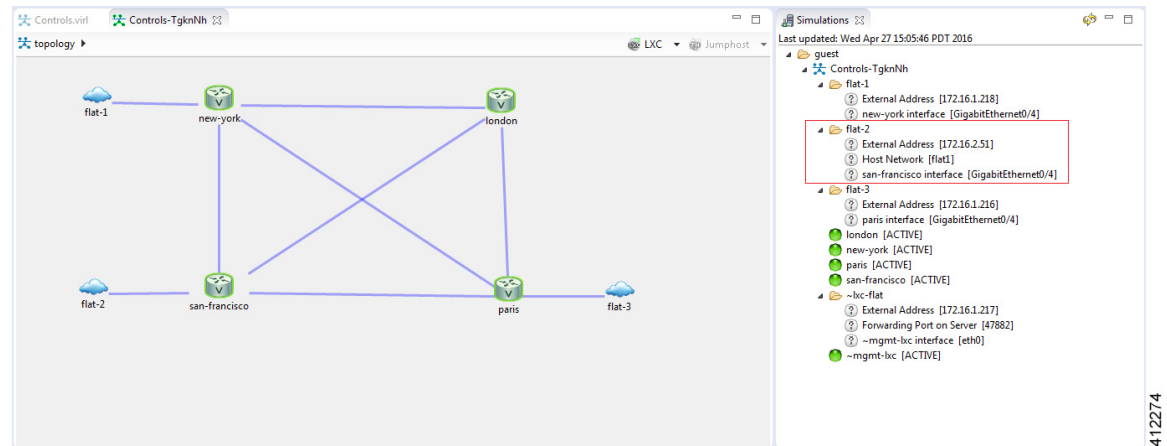 Controls.virl
Controls-TgknNh
topology
LXC
Jumphost
flat-1
new-york
V
london
V
flat-2
san-francisco
V
paris
V
flat-3
Simulations
Last updated: Wed Apr 27 15:05:46 PDT 2016
guest
Controls-TgknNh
flat-1
External Address [172.16.1.218]
new-york interface [GigabitEthernet0/4]
flat-2
External Address [172.16.2.51]
Host Network [flat1]
san-francisco interface [GigabitEthernet0/4]
flat-3
External Address [172.16.1.216]
paris interface [GigabitEthernet0/4]
london [ACTIVE]
new-york [ACTIVE]
paris [ACTIVE]
san-francisco [ACTIVE]
~lxc-flat
External Address [172.16.1.217]
Forwarding Port on Server [47882]
~mgmt-lxc interface [eth0]
~mgmt-lxc [ACTIVE]
412274